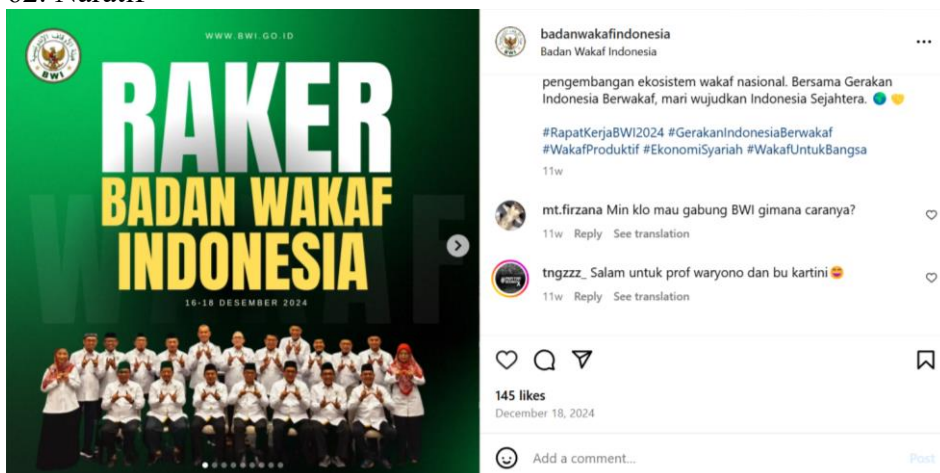 02. Naratif
BWI
WWW.BWI.GO.ID
RAKER
BADAN WAKAF
INDONESIA
16-18 DESEMBER 2024
badanwakafindonesia
Badan Wakaf Indonesia
pengembangan ekosistem wakaf nasional. Bersama Gerakan
Indonesia Berwakaf, mari wujudkan Indonesia Sejahtera.
#RapatKerjaBWI2024 #GerakanIndonesiaBerwakaf
#WakafProduktif #EkonomiSyariah #WakafUntukBangsa
11w
mt.firzana Min klo mau gabung BWI gimana caranya?
11w Reply See translation
tngzzz_ Salam untuk prof waryono dan bu kartini
11w Reply See translation
145 likes
December 18, 2024
Add a comment...
Post